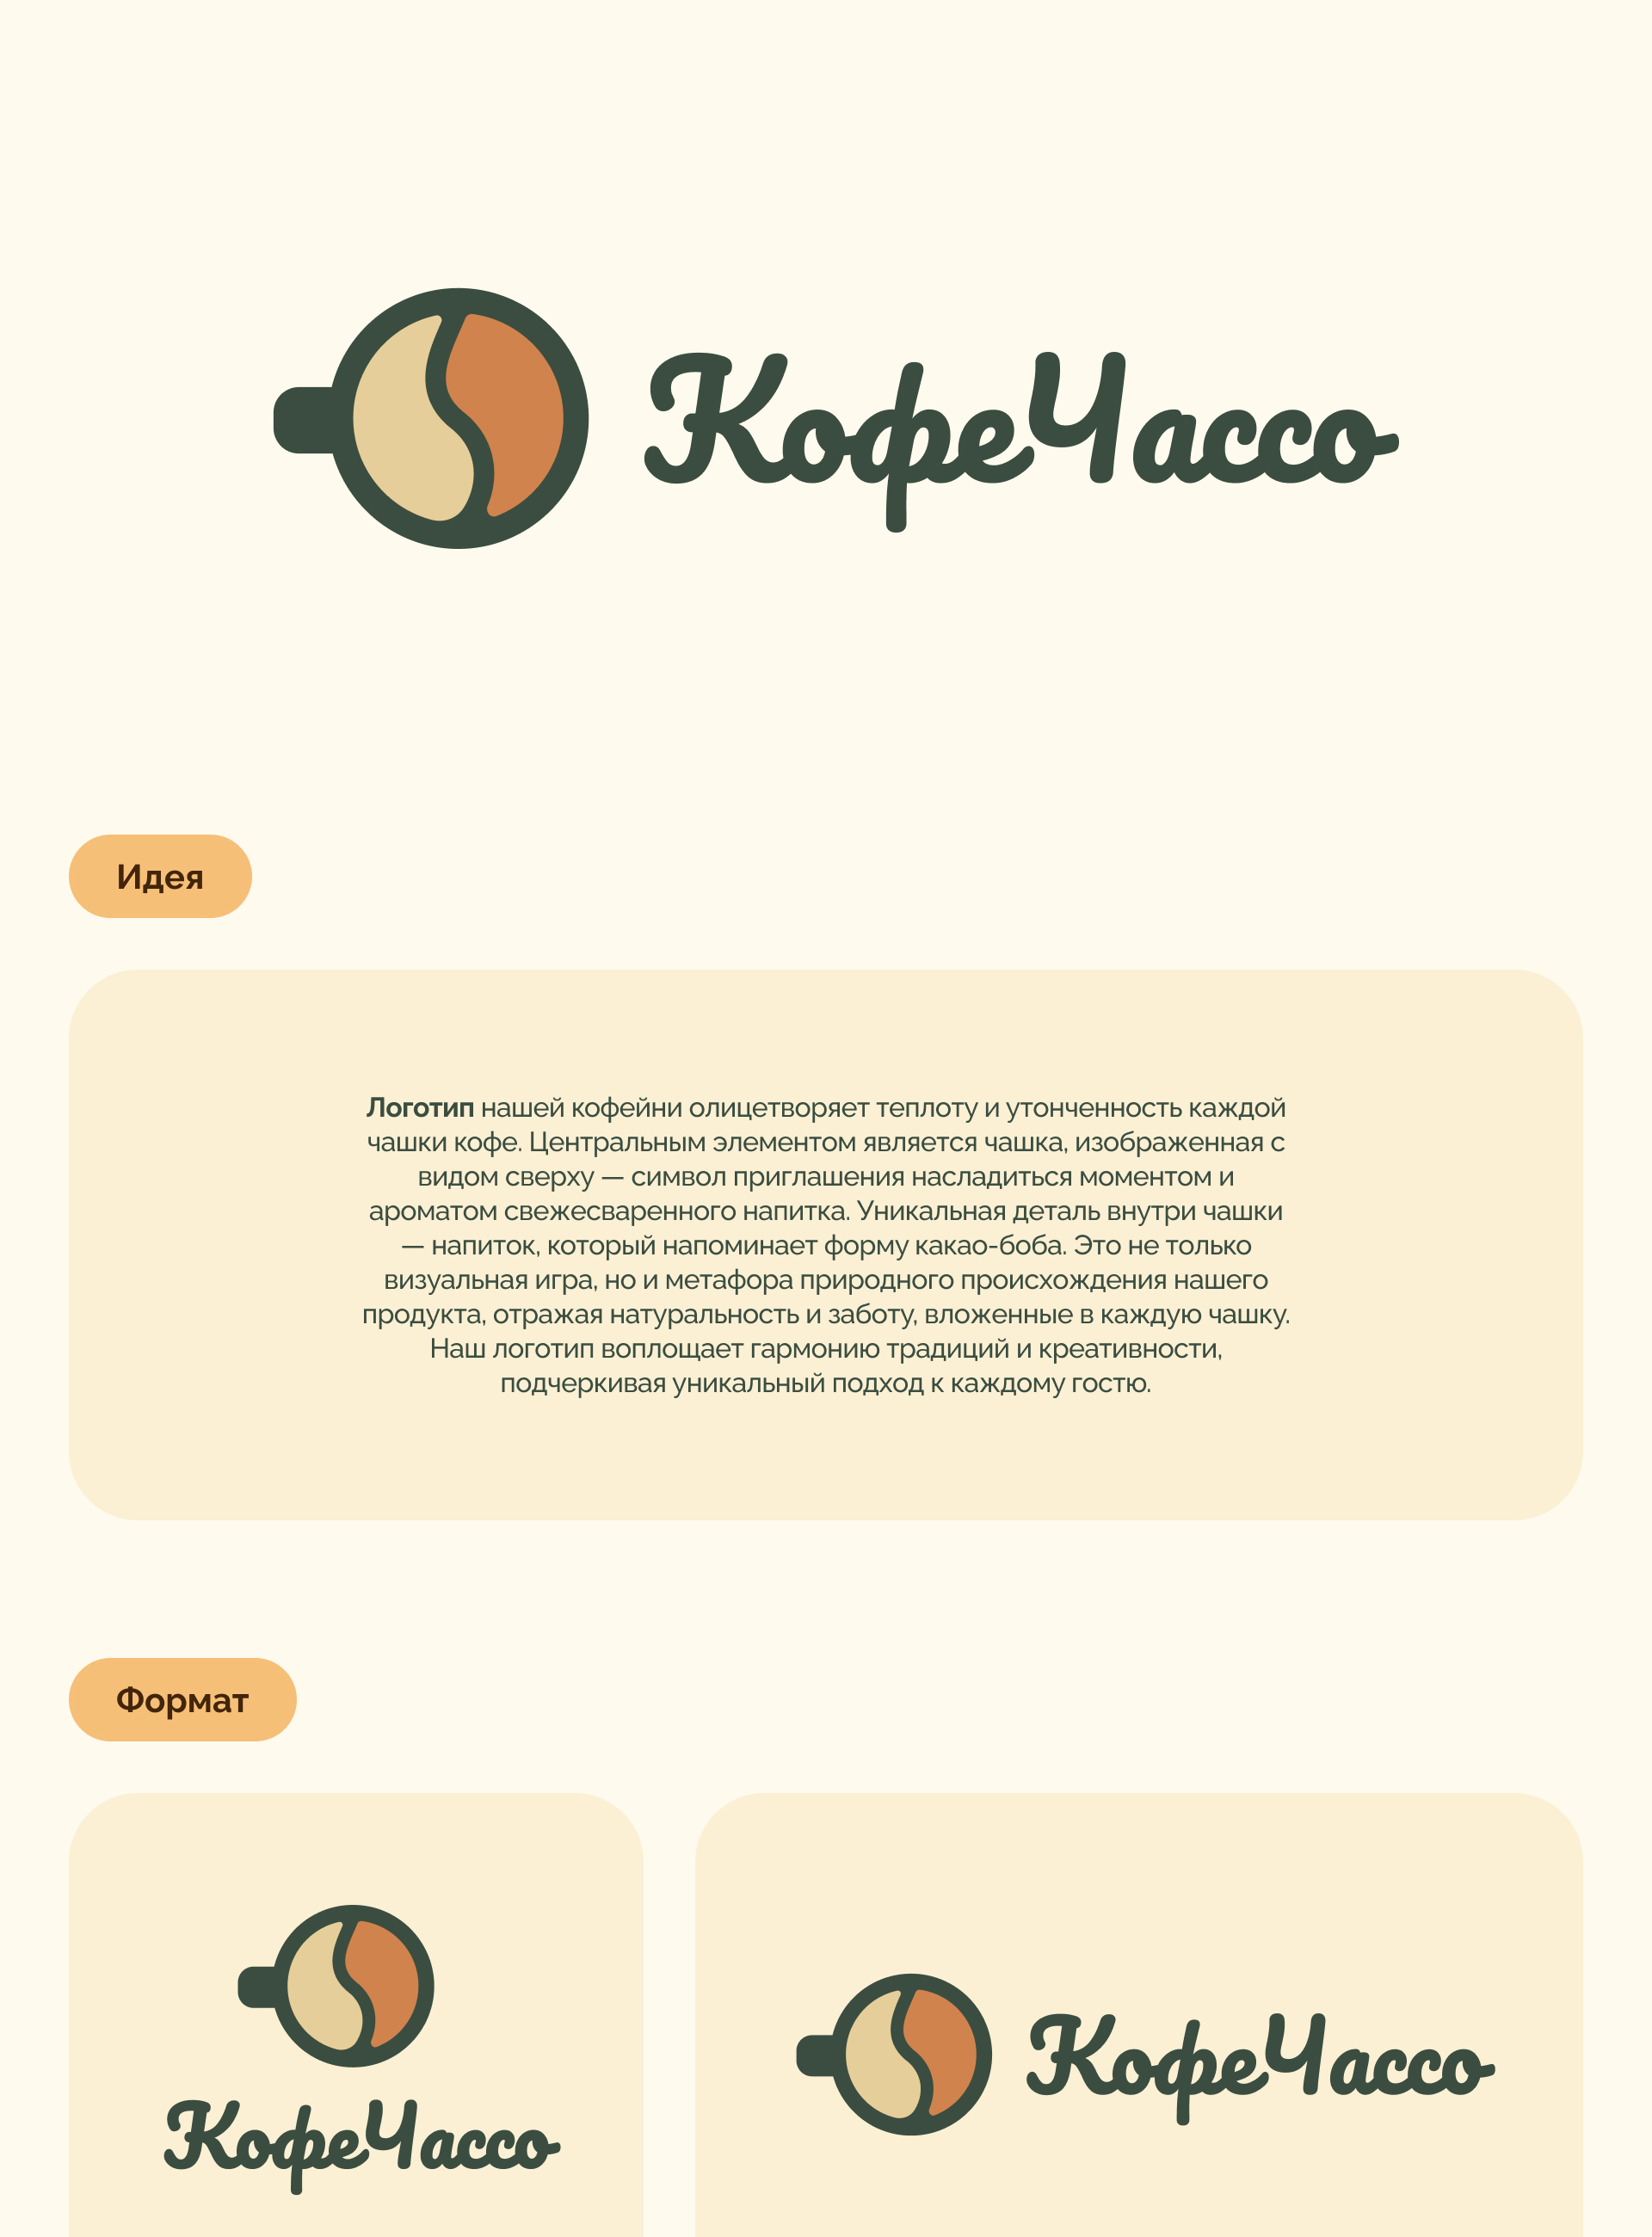 КофеЧассо
Идея
Логотип нашей кофейни олицетворяет теплоту и утонченность каждой
чашки кофе. Центральным элементом является чашка, изображенная с
видом сверху — символ приглашения насладиться моментом и
ароматом свежесваренного напитка. Уникальная деталь внутри чашки
— напиток, который напоминает форму какао-боба. Это не только
визуальная игра, но и метафора природного происхождения нашего
продукта, отражая натуральность и заботу, вложенные в каждую чашку.
Наш логотип воплощает гармонию традиций и креативности,
подчеркивая уникальный подход к каждому гостю.
Формат
КофеЧассо
КофеЧассо